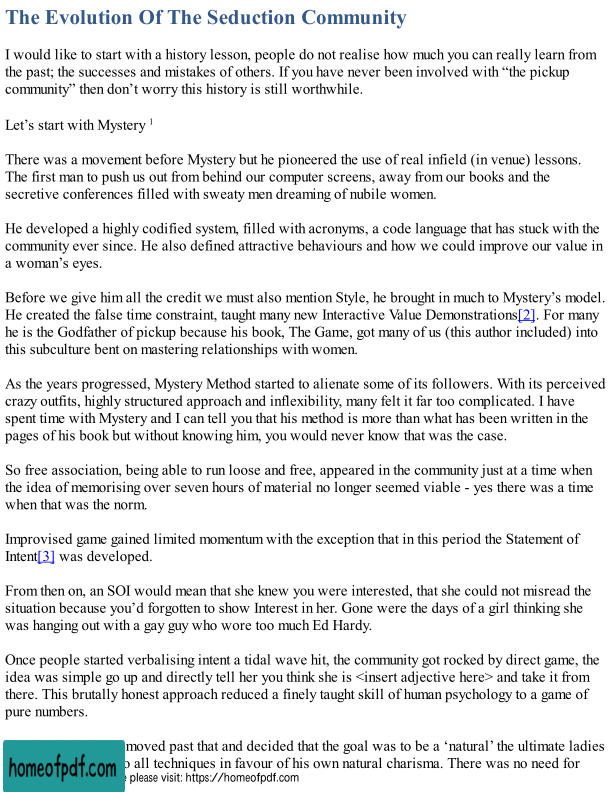 The Evolution Of The Seduction Community
I would like to start with a history lesson, people do not realise how much you can really learn from
the past; the successes and mistakes of others. If you have never been involved with “the pickup
community” then don’t worry this history is still worthwhile.
Let’s start with Mystery 1
There was a movement before Mystery but he pioneered the use of real infield (in venue) lessons.
The first man to push us out from behind our computer screens, away from our books and the
secretive conferences filled with sweaty men dreaming of nubile women.
He developed a highly codified system, filled with acronyms, a code language that has stuck with the
community ever since. He also defined attractive behaviours and how we could improve our value in
a woman’s eyes.
Before we give him all the credit we must also mention Style, he brought in much to Mystery’s model.
He created the false time constraint, taught many new Interactive Value Demonstrations[2]. For many
he is the Godfather of pickup because his book, The Game, got many of us (this author included) into
this subculture bent on mastering relationships with women.
As the years progressed, Mystery Method started to alienate some of its followers. With its perceived
crazy outfits, highly structured approach and inflexibility, many felt it far too complicated. I have
spent time with Mystery and I can tell you that his method is more than what has been written in the
pages of his book but without knowing him, you would never know that was the case.
So free association, being able to run loose and free, appeared in the community just at a time when
the idea of memorising over seven hours of material no longer seemed viable - yes there was a time
when that was the norm.
Improvised game gained limited momentum with the exception that in this period the Statement of
Intent[3] was developed.
From then on, an SOI would mean that she knew you were interested, that she could not misread the
situation because you’d forgotten to show Interest in her. Gone were the days of a girl thinking she
was hanging out with a gay guy who wore too much Ed Hardy.
Once people started verbalising intent a tidal wave hit, the community got rocked by direct game, the
idea was simple go up and directly tell her you think she is <insert adjective here> and take it from
there. This brutally honest approach reduced a finely taught skill of human psychology to a game of
pure numbers.
moved past that and decided that the goal was to be a ‘natural’ the ultimate ladies
all techniques in favour of his own natural charisma. There was no need for
homeofpdf.com
please visit: https://homeofpdf.com